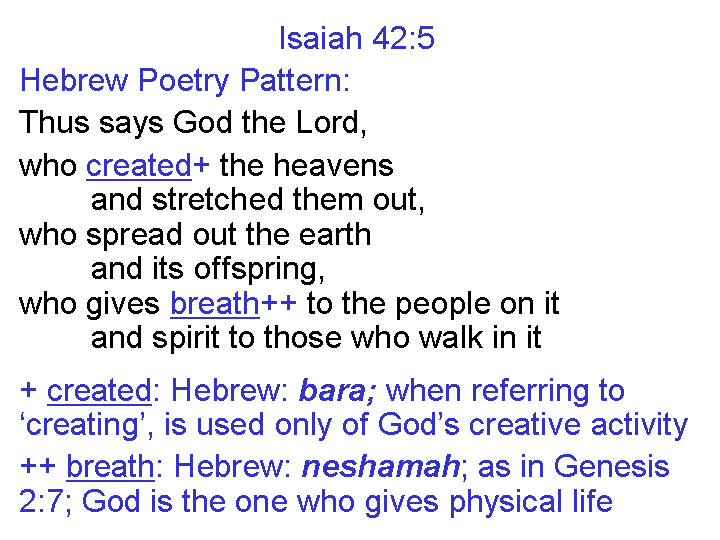 Isaiah 42:5
Hebrew Poetry Pattern:
Thus says God the Lord,
who created+ the heavens
and stretched them out,
who spread out the earth
and its offspring,
who gives breath++ to the people on it
and spirit to those who walk in it
+ created: Hebrew: bara; when referring to
‘creating’, is used only of God’s creative activity
++ breath: Hebrew: neshamah; as in Genesis
2:7; God is the one who gives physical life